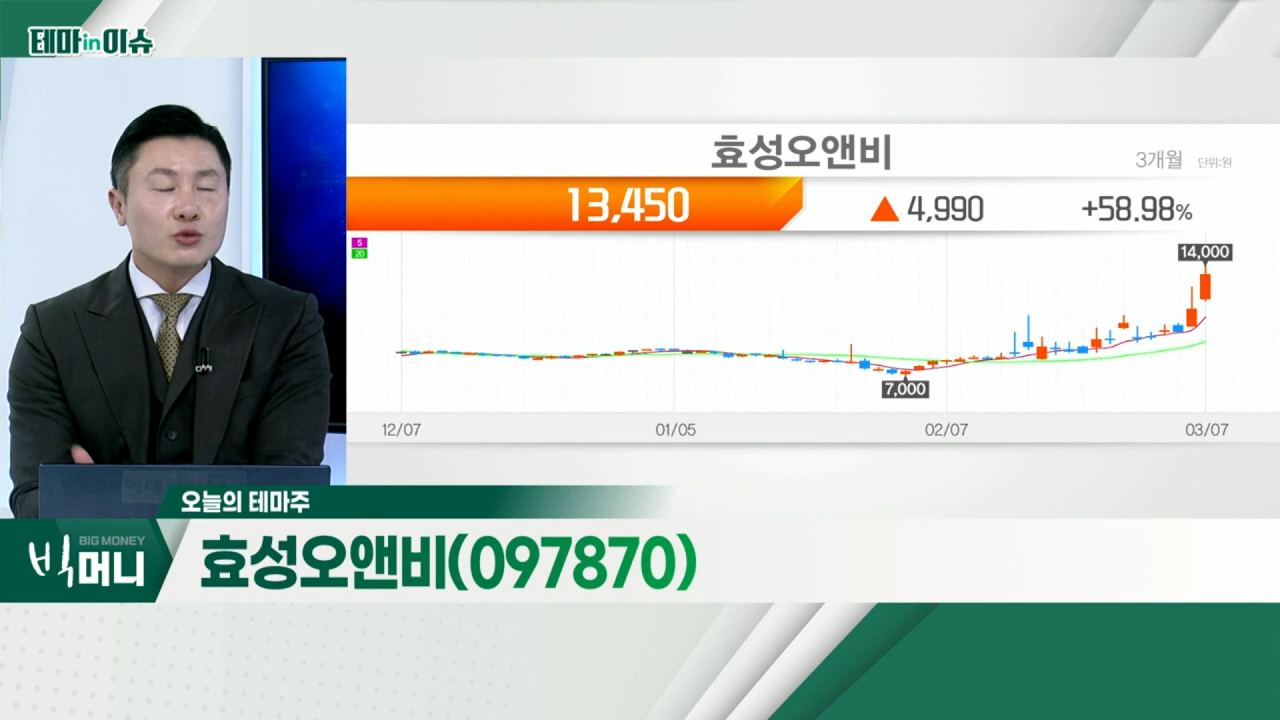 테마in이슈
효성오앤비
3개월 단위:원
13,450 ▲ 4,990 +58.98%
5
20
14,000
7,000
12/07 01/05 02/07 03/07
오늘의 테마주
BIG MONEY
빅머니
효성오앤비(097870)